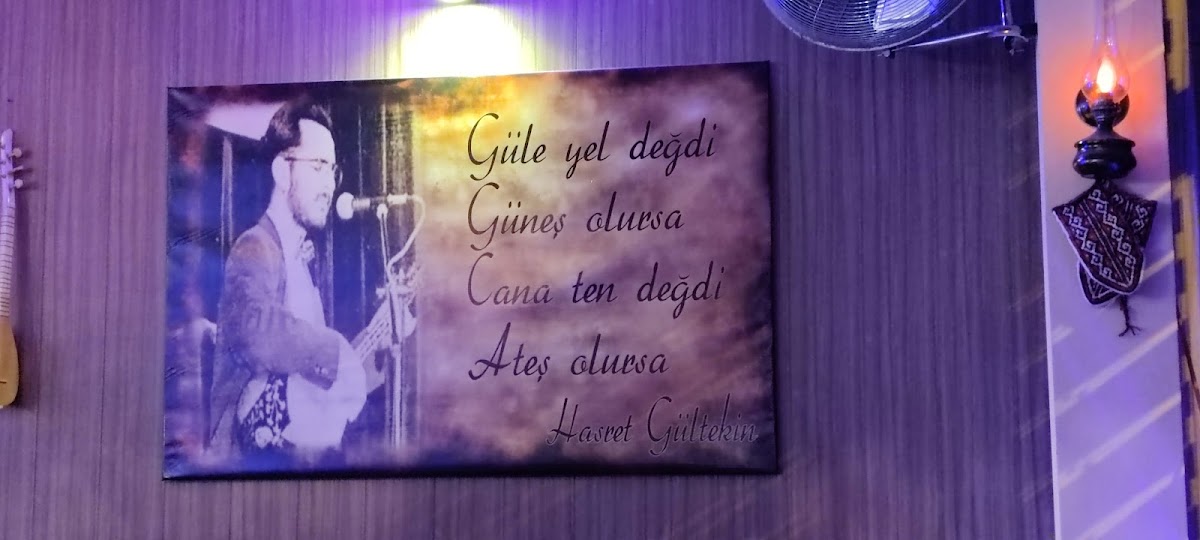 Güle yel değdi
Güneş olursa
Cana ten değdi
Ateş olursa
Hasret Gültekin